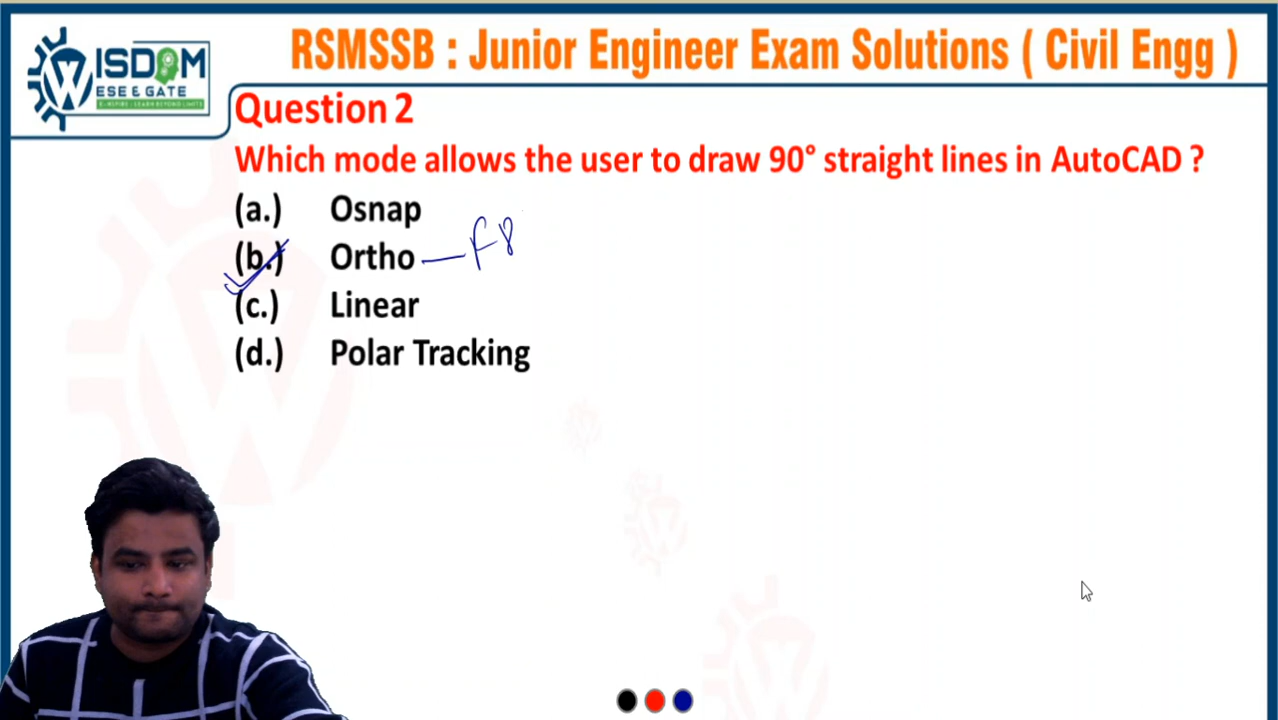 WISDOM
ESE & GATE
RSMSSB : Junior Engineer Exam Solutions ( Civil Engg )
Question 2
Which mode allows the user to draw 90° straight lines in AutoCAD ?
(a.) Osnap
(b.) Ortho — F8
(c.) Linear
(d.) Polar Tracking